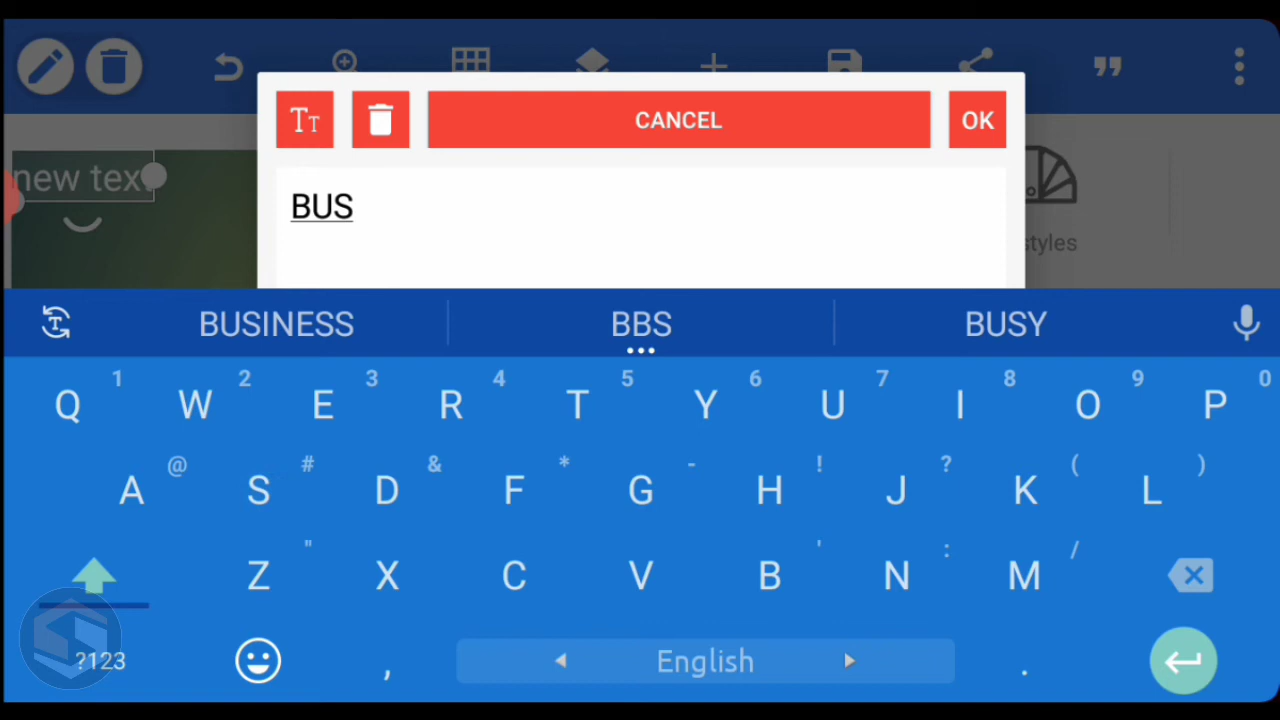 Tт CANCEL OK
new tex
BUS
styles
BUSINESS BBS BUSY
1 2 3 4 5 6 7 8 9 0
Q W E R T Y U I O P
@ # & * - ! ? ( )
A S D F G H J K L
" ' : /
Z X C V B N M
?123 , English .